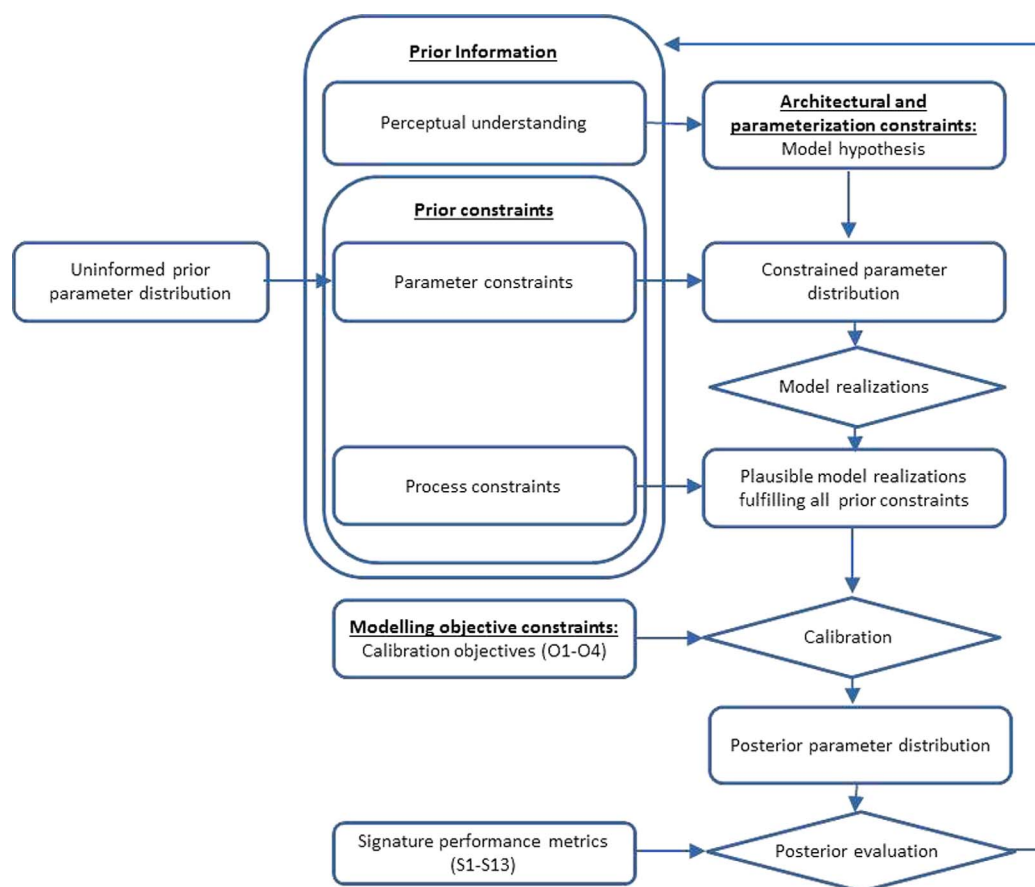 Prior Information
Perceptual understanding
Architectural and
parameterization constraints:
Model hypothesis
Prior constraints
Uninformed prior
parameter distribution
Parameter constraints
Constrained parameter
distribution
Model realizations
Process constraints
Plausible model realizations
fulfilling all prior constraints
Modelling objective constraints:
Calibration objectives (O1-O4)
Calibration
Posterior parameter distribution
Signature performance metrics
(S1-S13)
Posterior evaluation